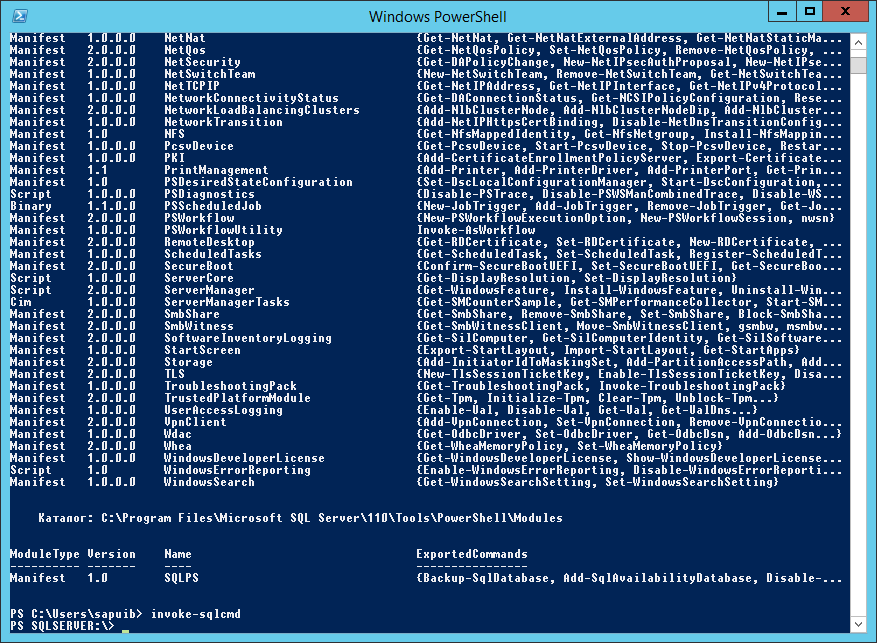 Windows PowerShell
Manifest 1.0.0.0 NetNat {Get-NetNat, Get-NetNatExternalAddress, Get-NetNatStaticMa...
Manifest 2.0.0.0 NetQos {Get-NetQosPolicy, Set-NetQosPolicy, Remove-NetQosPolicy, ...
Manifest 2.0.0.0 NetSecurity {Get-DAPolicyChange, New-NetIPsecAuthProposal, New-NetIPse...
Manifest 1.0.0.0 NetSwitchTeam {New-NetSwitchTeam, Remove-NetSwitchTeam, Get-NetSwitchTea...
Manifest 1.0.0.0 NetTCPIP {Get-NetIPAddress, Get-NetIPInterface, Get-NetIPv4Protocol...
Manifest 1.0.0.0 NetworkConnectivityStatus {Get-DAConnectionStatus, Get-NCSIPolicyConfiguration, Rese...
Manifest 2.0.0.0 NetworkLoadBalancingClusters {Add-NlbClusterNode, Add-NlbClusterNodeDip, Add-NlbCluster...
Manifest 1.0.0.0 NetworkTransition {Add-NetIPHttpsCertBinding, Disable-NetDnsTransitionConfig...
Manifest 1.0 NFS {Get-NfsMappedIdentity, Get-NfsNetgroup, Install-NfsMappin...
Manifest 1.0.0.0 PcsvDevice {Get-PcsvDevice, Start-PcsvDevice, Stop-PcsvDevice, Restar...
Manifest 1.0.0.0 PKI {Add-CertificateEnrollmentPolicyServer, Export-Certificate...
Manifest 1.1 PrintManagement {Add-Printer, Add-PrinterDriver, Add-PrinterPort, Get-Prin...
Manifest 1.0 PSDesiredStateConfiguration {Set-DscLocalConfigurationManager, Start-DscConfiguration,...
Script 1.0.0.0 PSDiagnostics {Disable-PSTrace, Disable-PSWSManCombinedTrace, Disable-WS...
Binary 1.1.0.0 PSScheduledJob {New-JobTrigger, Add-JobTrigger, Remove-JobTrigger, Get-Jo...
Manifest 2.0.0.0 PSWorkflow {New-PSWorkflowExecutionOption, New-PSWorkflowSession, nwsn}
Manifest 1.0.0.0 PSWorkflowUtility Invoke-AsWorkflow
Manifest 2.0.0.0 RemoteDesktop {Get-RDCertificate, Set-RDCertificate, New-RDCertificate, ...
Manifest 1.0.0.0 ScheduledTasks {Get-ScheduledTask, Set-ScheduledTask, Register-ScheduledT...
Manifest 2.0.0.0 SecureBoot {Confirm-SecureBootUEFI, Set-SecureBootUEFI, Get-SecureBoo...
Script 1.0.0.0 ServerCore {Get-DisplayResolution, Set-DisplayResolution}
Script 2.0.0.0 ServerManager {Get-WindowsFeature, Install-WindowsFeature, Uninstall-Win...
Cim 1.0.0.0 ServerManagerTasks {Get-SMCounterSample, Get-SMPerformanceCollector, Start-SM...
Manifest 2.0.0.0 SmbShare {Get-SmbShare, Remove-SmbShare, Set-SmbShare, Block-SmbSha...
Manifest 2.0.0.0 SmbWitness {Get-SmbWitnessClient, Move-SmbWitnessClient, gsmbw, msmbw...
Manifest 2.0.0.0 SoftwareInventoryLogging {Get-SilComputer, Get-SilComputerIdentity, Get-SilSoftware...
Manifest 1.0.0.0 StartScreen {Export-StartLayout, Import-StartLayout, Get-StartApps}
Manifest 2.0.0.0 Storage {Add-InitiatorIdToMaskingSet, Add-PartitionAccessPath, Add...
Manifest 2.0.0.0 TLS {New-TlsSessionTicketKey, Enable-TlsSessionTicketKey, Disa...
Manifest 1.0.0.0 TroubleshootingPack {Get-TroubleshootingPack, Invoke-TroubleshootingPack}
Manifest 2.0.0.0 TrustedPlatformModule {Get-Tpm, Initialize-Tpm, Clear-Tpm, Unblock-Tpm...}
Manifest 1.0.0.0 UserAccessLogging {Enable-Ual, Disable-Ual, Get-Ual, Get-UalDns...}
Manifest 2.0.0.0 VpnClient {Add-VpnConnection, Set-VpnConnection, Remove-VpnConnectio...
Manifest 1.0.0.0 Wdac {Get-OdbcDriver, Set-OdbcDriver, Get-OdbcDsn, Add-OdbcDsn...}
Manifest 2.0.0.0 Whea {Get-WheaMemoryPolicy, Set-WheaMemoryPolicy}
Manifest 1.0.0.0 WindowsDeveloperLicense {Get-WindowsDeveloperLicense, Show-WindowsDeveloperLicense...
Script 1.0 WindowsErrorReporting {Enable-WindowsErrorReporting, Disable-WindowsErrorReporti...
Manifest 1.0.0.0 WindowsSearch {Get-WindowsSearchSetting, Set-WindowsSearchSetting}
Каталог: C:\Program Files\Microsoft SQL Server\110\Tools\PowerShell\Modules
ModuleType Version Name ExportedCommands
---------- ------- ---- ----------------
Manifest 1.0 SQLPS {Backup-SqlDatabase, Add-SqlAvailabilityDatabase, Disable-...
PS C:\Users\sapuib> invoke-sqlcmd
PS SQLSERVER:\> _